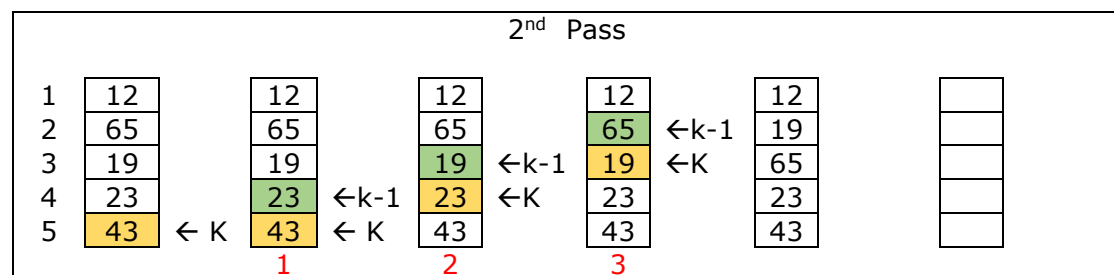 2nd Pass
1 12 12 12 12 12
2 65 65 65 65 ←k-1 19
3 19 19 19 ←k-1 19 ←K 65
4 23 23 ←k-1 23 ←K 23 23
5 43 ← K 43 ← K 43 43 43
1 2 3